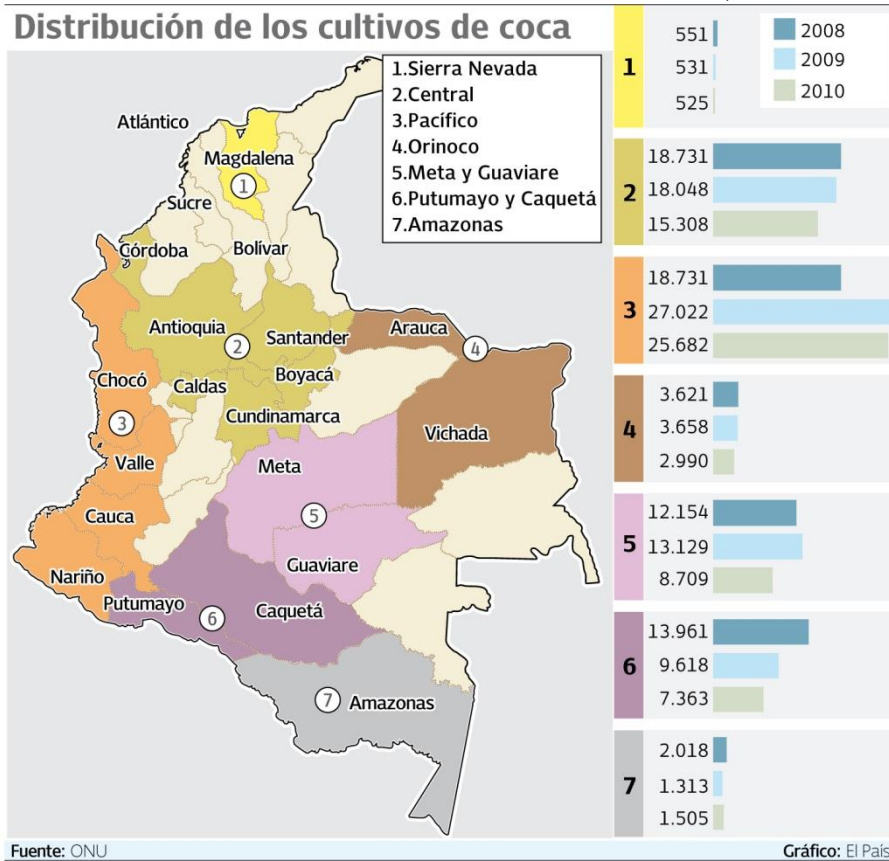 Distribución de los cultivos de coca
1.Sierra Nevada
2.Central
3.Pacífico
4.Orinoco
5.Meta y Guaviare
6.Putumayo y Caquetá
7.Amazonas
Atlántico
Magdalena
1
Sucre
Bolívar
Córdoba
Antioquia
2
Santander
Arauca
4
Chocó
Caldas
Boyacá
Cundinamarca
3
Vichada
Valle
Meta
Cauca
5
Nariño
Guaviare
Putumayo
6
Caquetá
7
Amazonas
2008
2009
2010
1
551
531
525
2
18.731
18.048
15.308
3
18.731
27.022
25.682
4
3.621
3.658
2.990
5
12.154
13.129
8.709
6
13.961
9.618
7.363
7
2.018
1.313
1.505
Fuente: ONU
Gráfico: El País